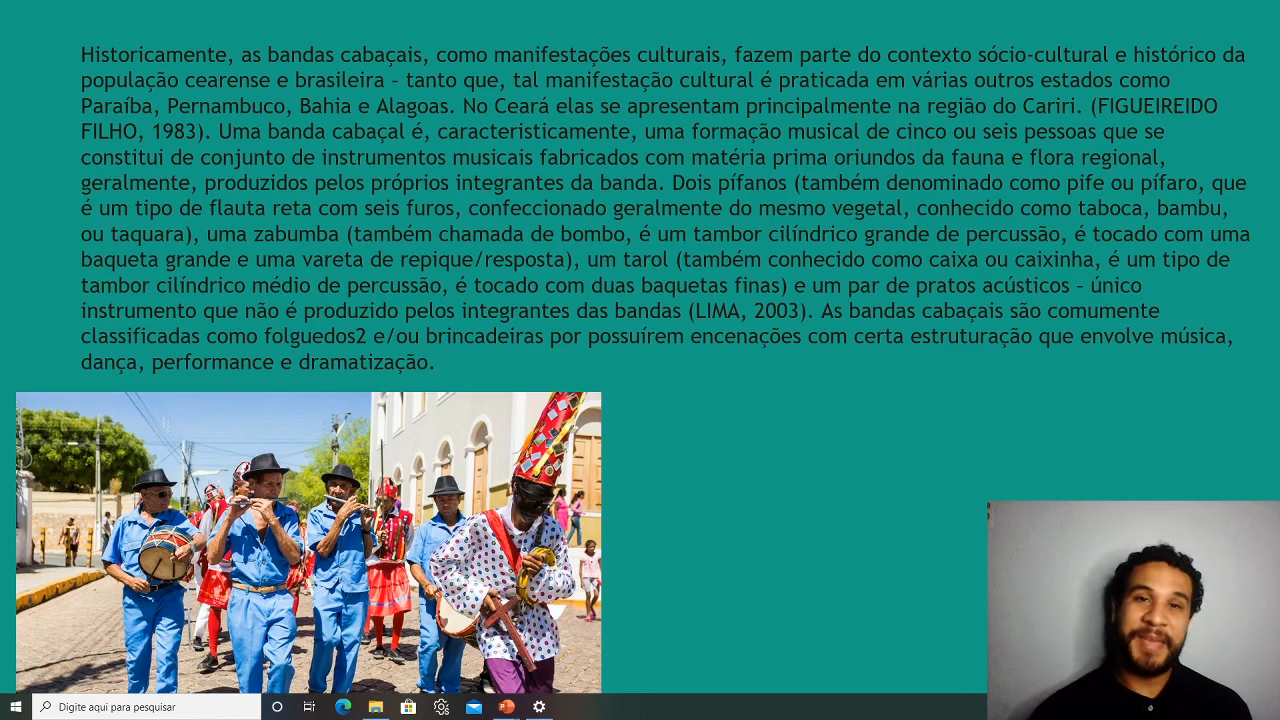 Historicamente, as bandas cabaçais, como manifestações culturais, fazem parte do contexto sócio-cultural e histórico da
população cearense e brasileira – tanto que, tal manifestação cultural é praticada em várias outros estados como
Paraíba, Pernambuco, Bahia e Alagoas. No Ceará elas se apresentam principalmente na região do Cariri. (FIGUEIREIDO
FILHO, 1983). Uma banda cabaçal é, caracteristicamente, uma formação musical de cinco ou seis pessoas que se
constitui de conjunto de instrumentos musicais fabricados com matéria prima oriundos da fauna e flora regional,
geralmente, produzidos pelos próprios integrantes da banda. Dois pífanos (também denominado como pife ou pífaro, que
é um tipo de flauta reta com seis furos, confeccionado geralmente do mesmo vegetal, conhecido como taboca, bambu,
ou taquara), uma zabumba (também chamada de bombo, é um tambor cilíndrico grande de percussão, é tocado com uma
baqueta grande e uma vareta de repique/resposta), um tarol (também conhecido como caixa ou caixinha, é um tipo de
tambor cilíndrico médio de percussão, é tocado com duas baquetas finas) e um par de pratos acústicos – único
instrumento que não é produzido pelos integrantes das bandas (LIMA, 2003). As bandas cabaçais são comumente
classificadas como folguedos2 e/ou brincadeiras por possuírem encenações com certa estruturação que envolve música,
dança, performance e dramatização.
Digite aqui para pesquisar